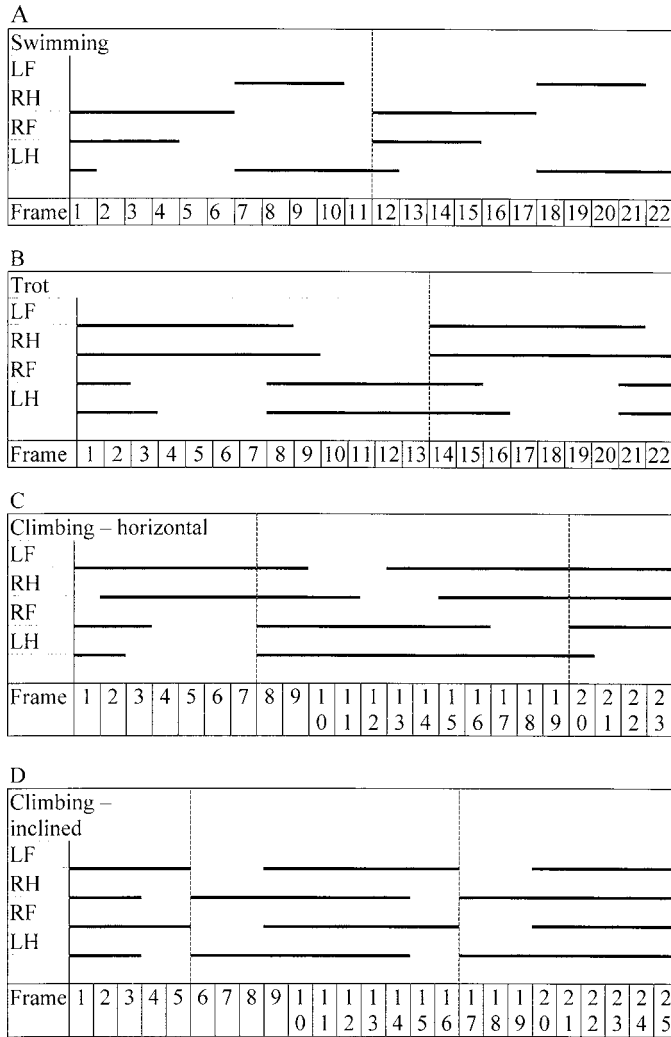 A
Swimming
LF
RH
RF
LH
Frame 1 2 3 4 5 6 7 8 9 10 11 12 13 14 15 16 17 18 19 20 21 22
B
Trot
LF
RH
RF
LH
Frame 1 2 3 4 5 6 7 8 9 10 11 12 13 14 15 16 17 18 19 20 21 22
C
Climbing – horizontal
LF
RH
RF
LH
Frame 1 2 3 4 5 6 7 8 9 10 11 12 13 14 15 16 17 18 19 20 21 22 23
D
Climbing –
inclined
LF
RH
RF
LH
Frame 1 2 3 4 5 6 7 8 9 10 11 12 13 14 15 16 17 18 19 20 21 22 23 24 25